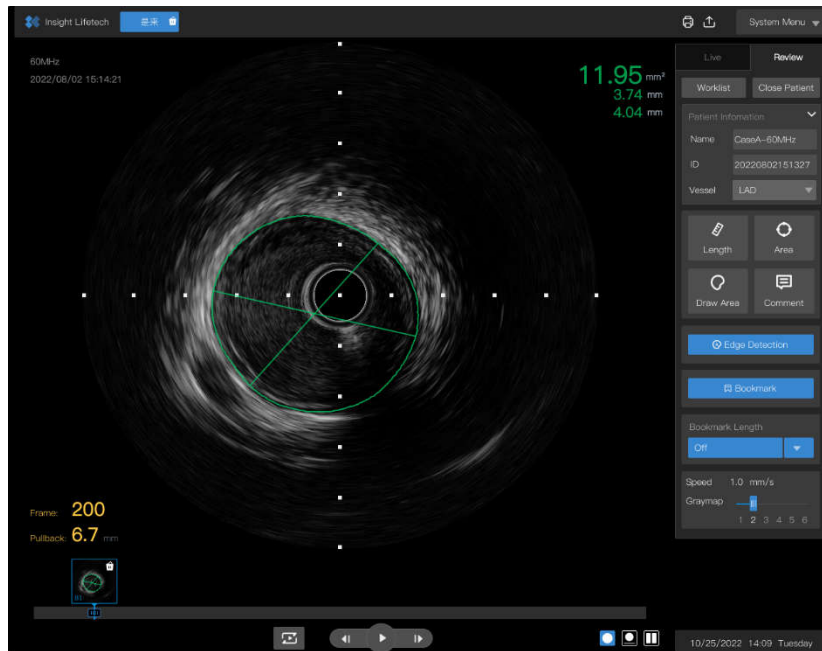 Insight Lifetech
是来
System Menu
60MHz
2022/08/02 15:14:21
11.95 mm²
3.74 mm
4.04 mm
Live
Review
Worklist
Close Patient
Patient Infomation
Name
CaseA-60MHz
ID
20220802151327
Vessel
LAD
Length
Area
Draw Area
Comment
Edge Detection
Bookmark
Bookmark Length
Off
Speed 1.0 mm/s
Graymap
1 2 3 4 5 6
Frame: 200
Pullback: 6.7 mm
10/25/2022 14:09 Tuesday